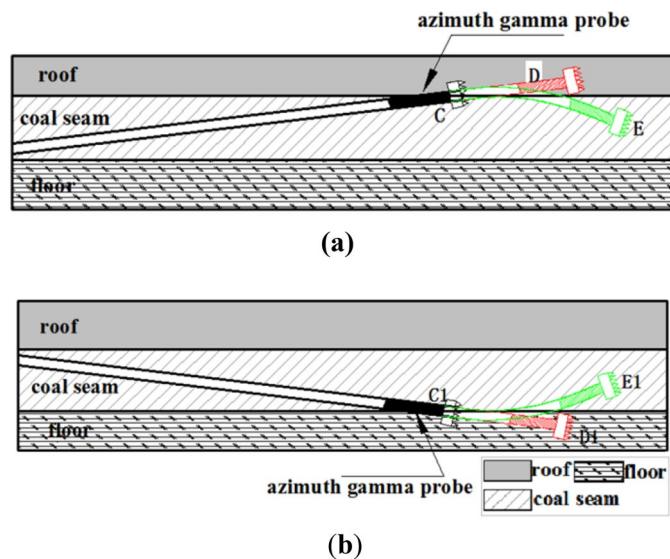 azimuth gamma probe
roof
D
coal seam
C
E
floor
(a)
roof
C1
E1
coal seam
floor
D1
azimuth gamma probe
roof floor
coal seam
(b)